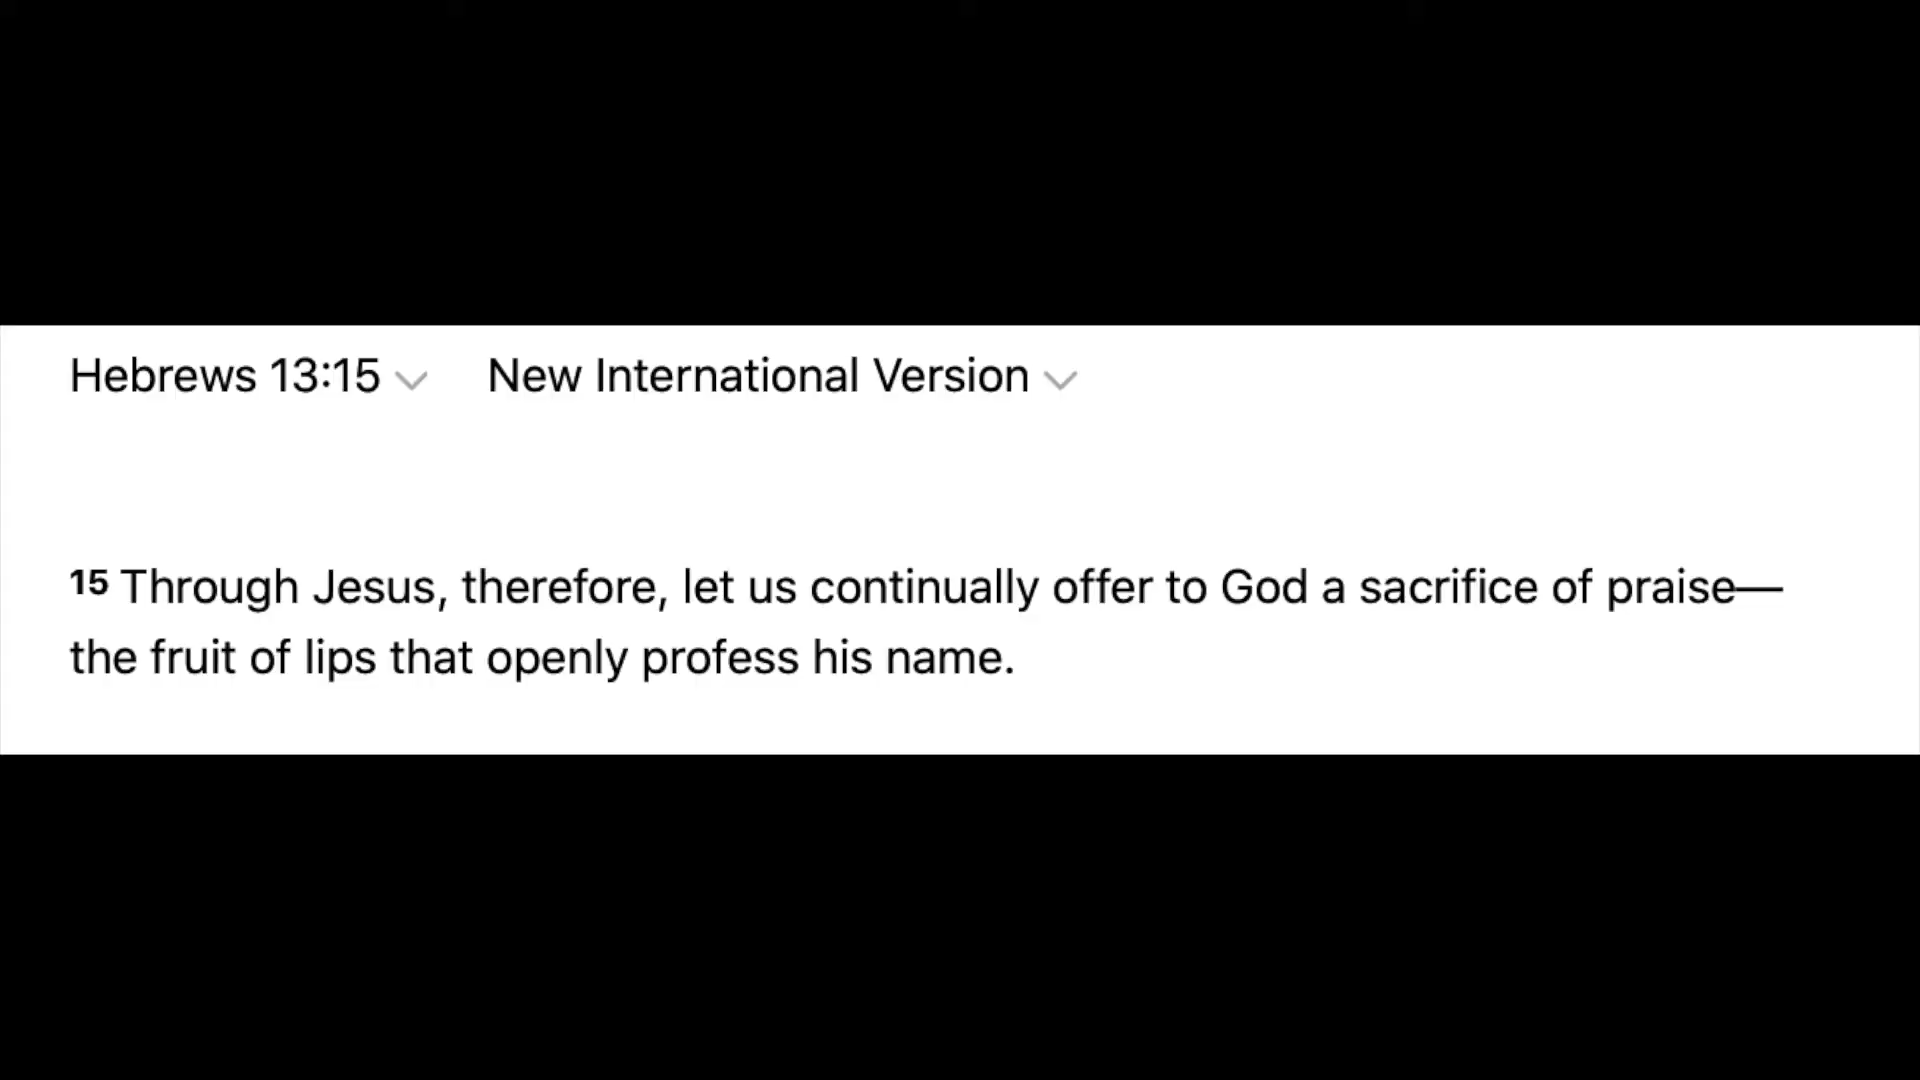 Hebrews 13:15 New International Version
15 Through Jesus, therefore, let us continually offer to God a sacrifice of praise—
the fruit of lips that openly profess his name.